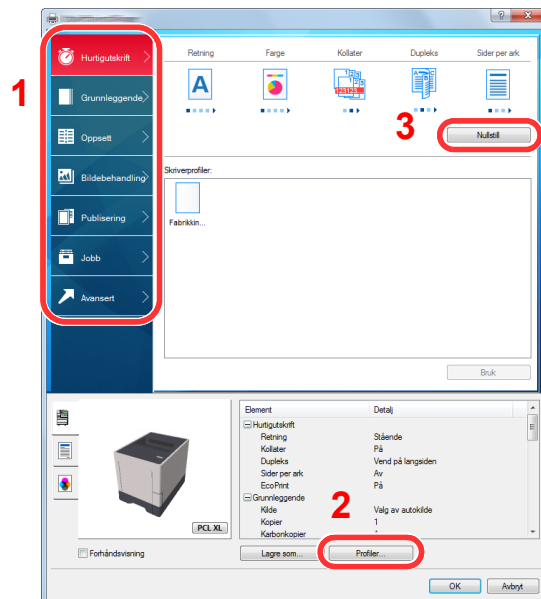 1
Hurtigutskrift
Grunnleggende
Oppsett
Bildebehandling
Publisering
Jobb
Avansert
Retning Farge Kollater Dupleks Sider per ark
A
123
123123
A B C
3
Nullstill
Skriverprofiler:
Fabrikkin...
Bruk
PCL XL
Forhåndsvisning
Element Detalj
Hurtigutskrift
Retning Stående
Kollater På
Dupleks Vend på langsiden
Sider per ark Av
EcoPrint På
Grunnleggende
Kilde Valg av autokilde
Kopier 1
Karbonkopier
2
Lagre som... Profiler...
OK Avbryt